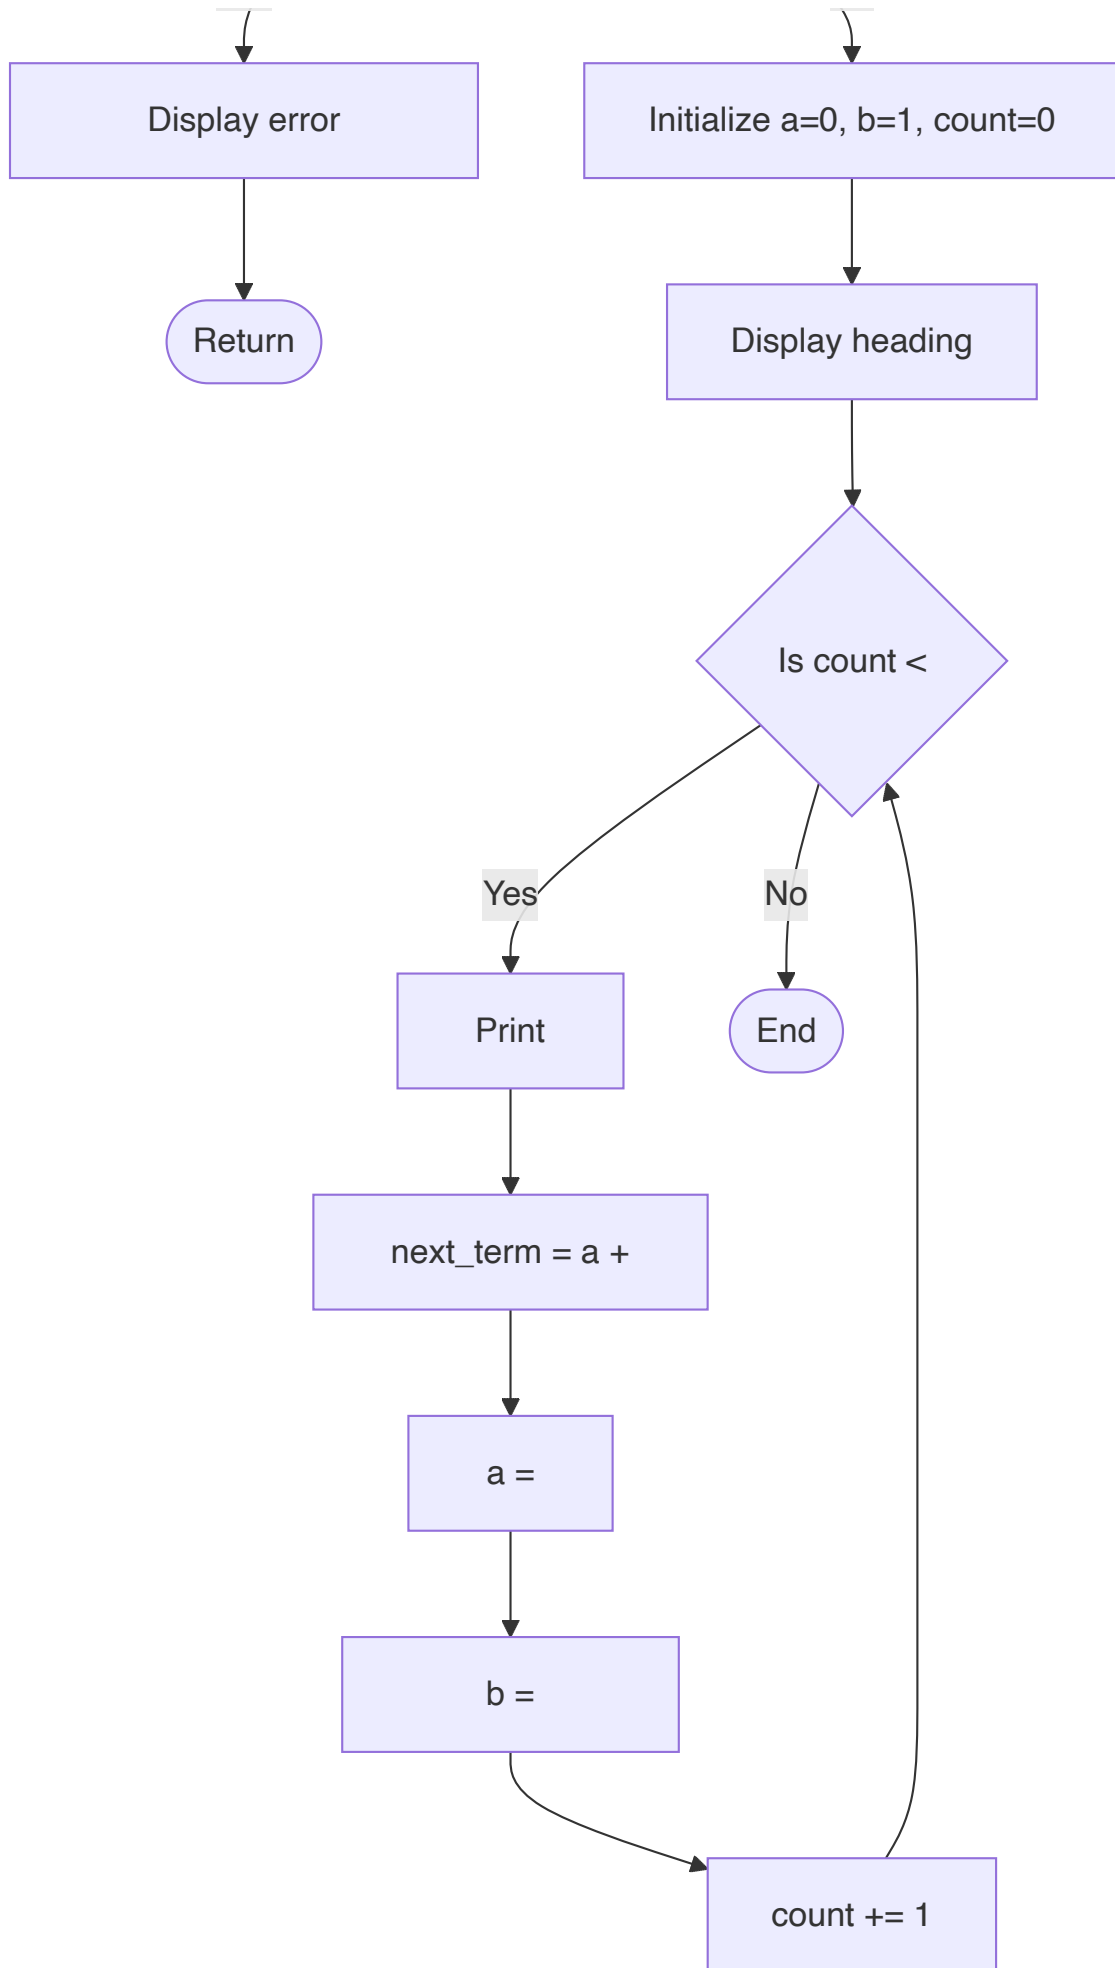 Display error
Initialize a=0, b=1, count=0
Return
Display heading
Is count <
Yes
No
Print
End
next_term = a +
a =
b =
count += 1